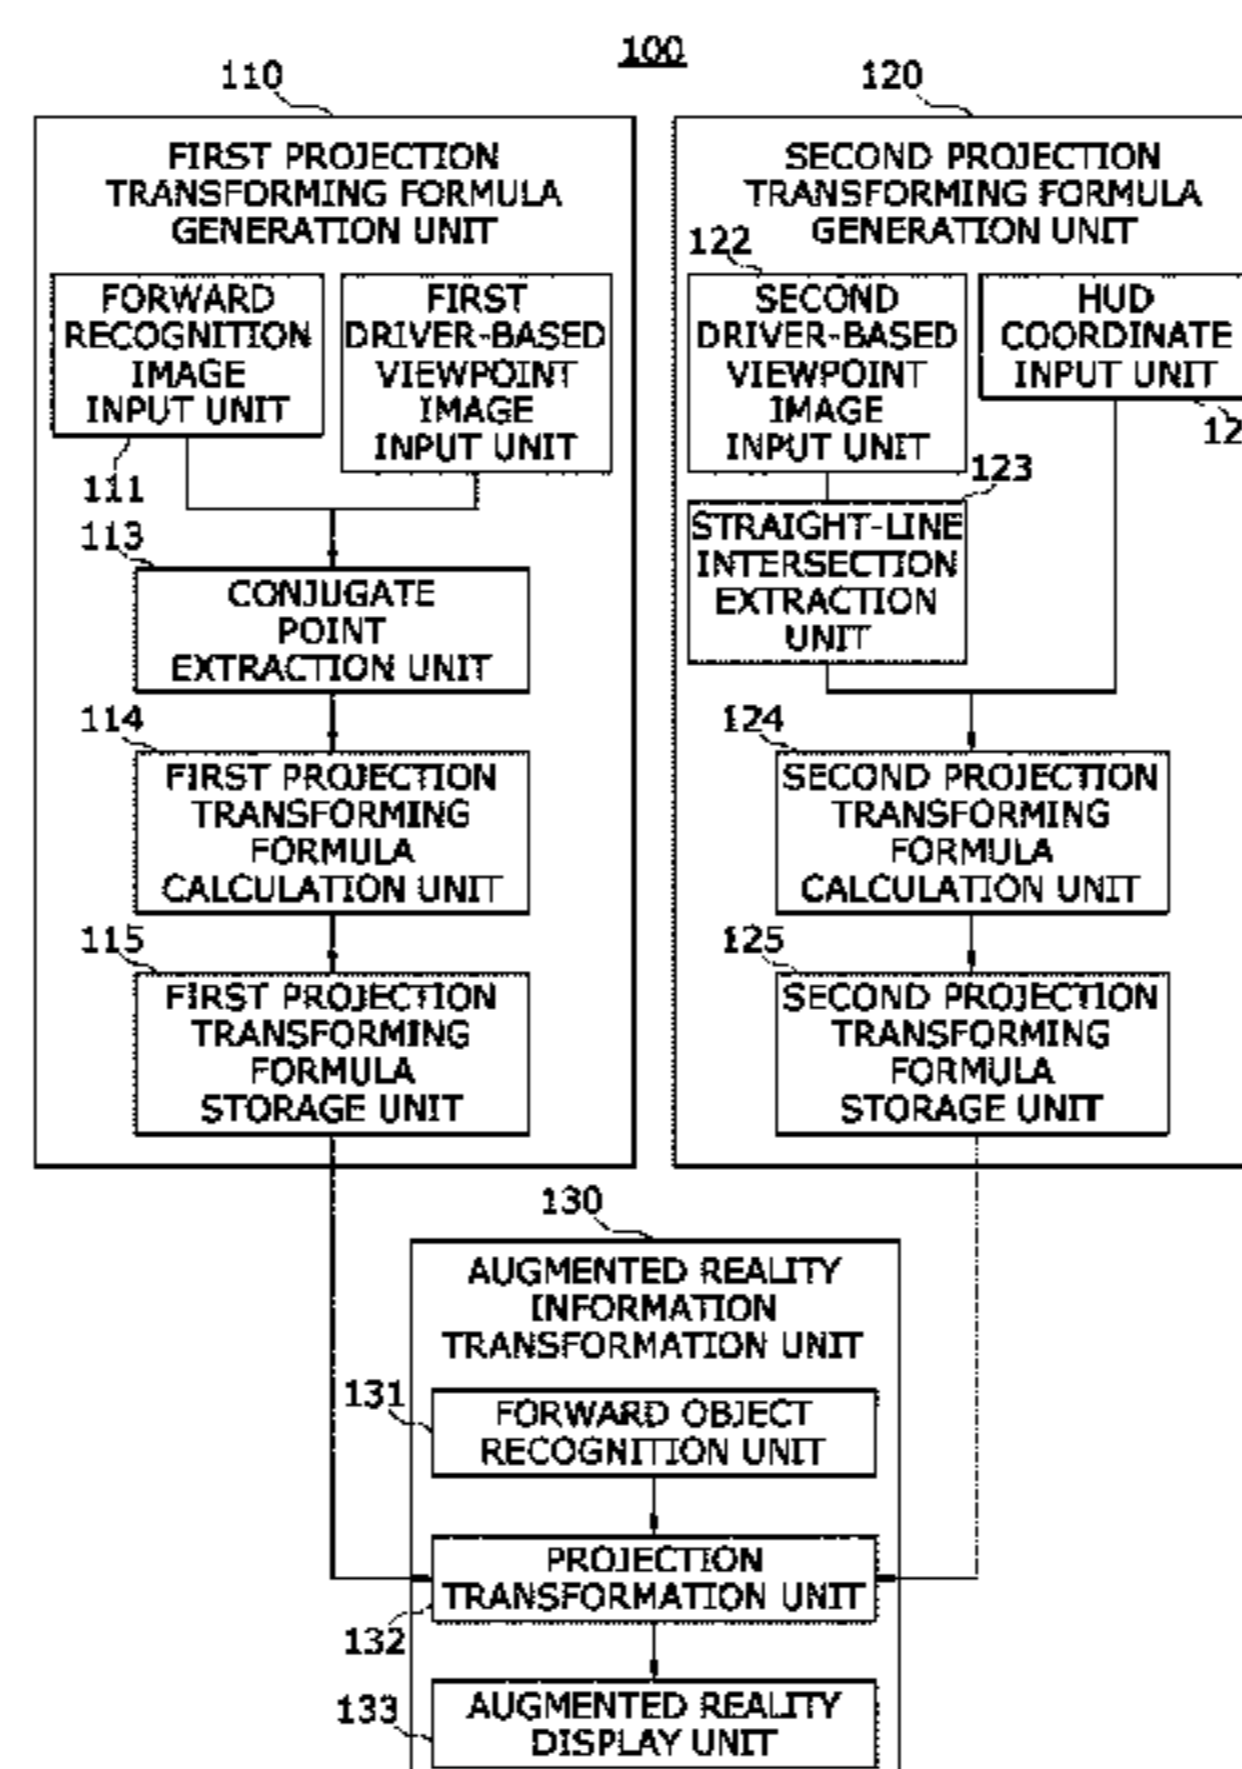 100
110
FIRST PROJECTION
TRANSFORMING FORMULA
GENERATION UNIT
FORWARD
RECOGNITION
IMAGE
INPUT UNIT
111
FIRST
DRIVER-BASED
VIEWPOINT
IMAGE
INPUT UNIT
113
CONJUGATE
POINT
EXTRACTION UNIT
114
FIRST PROJECTION
TRANSFORMING
FORMULA
CALCULATION UNIT
115
FIRST PROJECTION
TRANSFORMING
FORMULA
STORAGE UNIT
120
SECOND PROJECTION
TRANSFORMING FORMULA
GENERATION UNIT
122
SECOND
DRIVER-BASED
VIEWPOINT
IMAGE
INPUT UNIT
HUD
COORDINATE
INPUT UNIT
12
123
STRAIGHT-LINE
INTERSECTION
EXTRACTION
UNIT
124
SECOND PROJECTION
TRANSFORMING
FORMULA
CALCULATION UNIT
125
SECOND PROJECTION
TRANSFORMING
FORMULA
STORAGE UNIT
130
AUGMENTED REALITY
INFORMATION
TRANSFORMATION UNIT
131
FORWARD OBJECT
RECOGNITION UNIT
PROJECTION
TRANSFORMATION UNIT
132
133
AUGMENTED REALITY
DISPLAY UNIT